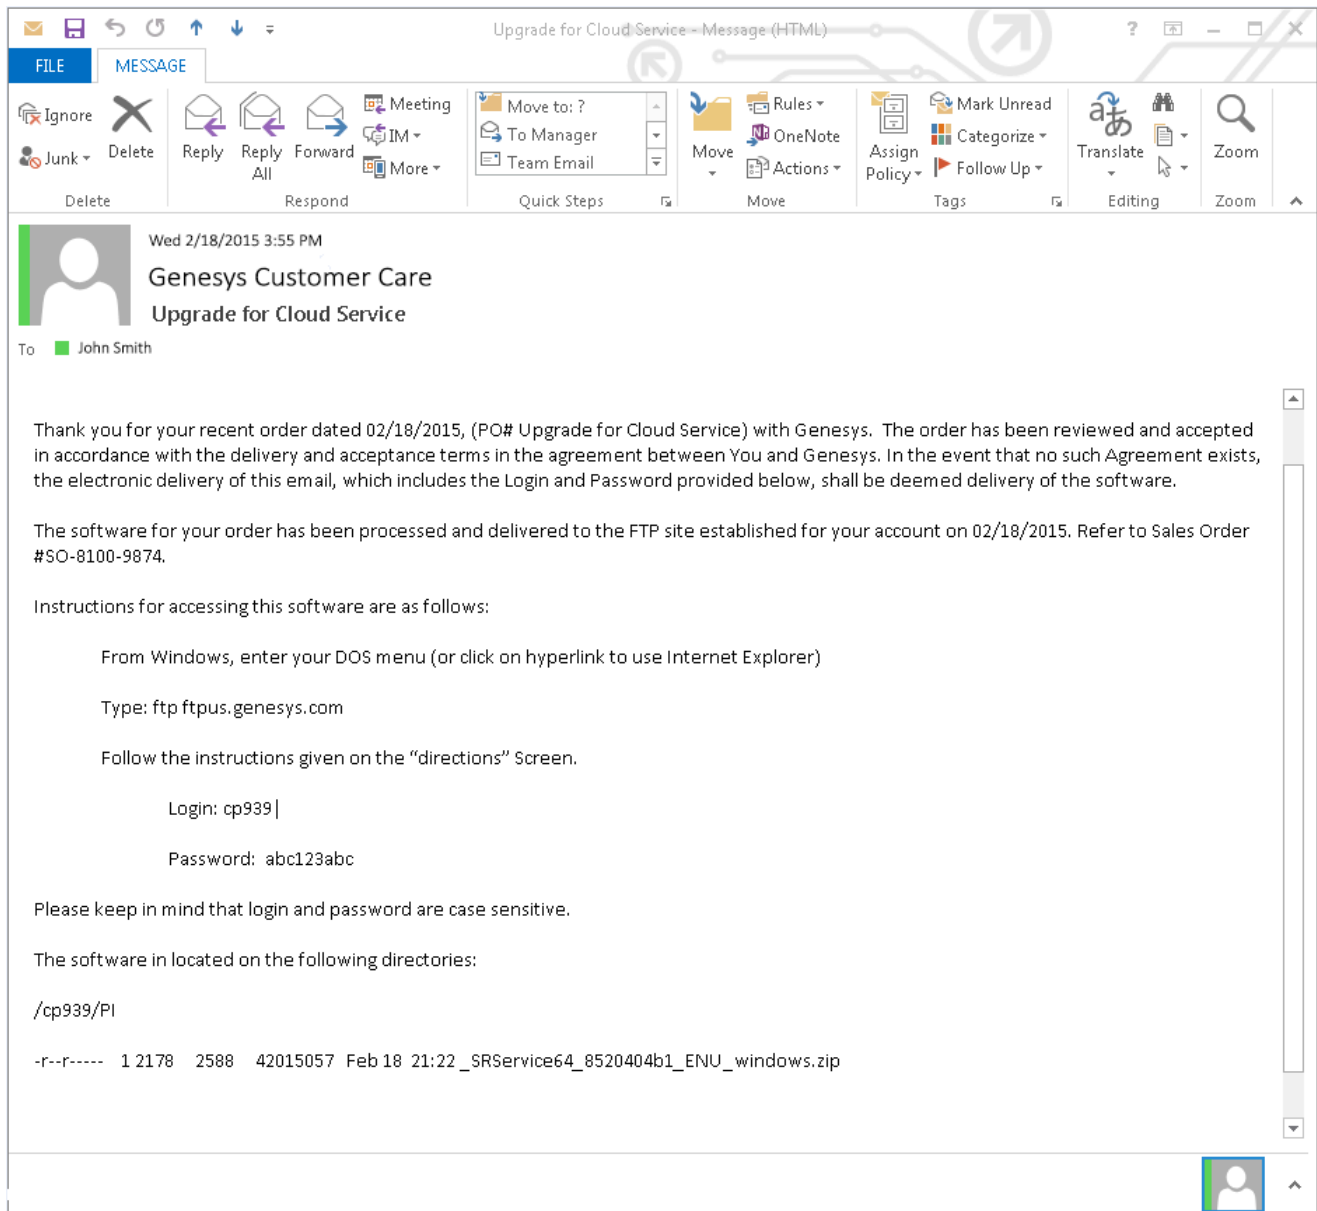 Upgrade for Cloud Service - Message (HTML)
?
FILE MESSAGE
Ignore
Junk
Delete
Delete
Reply
Reply All
Forward
Meeting
IM
More
Respond
Move to: ?
To Manager
Team Email
Quick Steps
Move
Rules
OneNote
Actions
Move
Assign Policy
Mark Unread
Categorize
Follow Up
Tags
Translate
Editing
Zoom
Zoom
Wed 2/18/2015 3:55 PM
Genesys Customer Care
Upgrade for Cloud Service
To John Smith
Thank you for your recent order dated 02/18/2015, (PO# Upgrade for Cloud Service) with Genesys. The order has been reviewed and accepted
in accordance with the delivery and acceptance terms in the agreement between You and Genesys. In the event that no such Agreement exists,
the electronic delivery of this email, which includes the Login and Password provided below, shall be deemed delivery of the software.
The software for your order has been processed and delivered to the FTP site established for your account on 02/18/2015. Refer to Sales Order
#SO-8100-9874.
Instructions for accessing this software are as follows:
From Windows, enter your DOS menu (or click on hyperlink to use Internet Explorer)
Type: ftp ftpus.genesys.com
Follow the instructions given on the “directions” Screen.
Login: cp939
Password: abc123abc
Please keep in mind that login and password are case sensitive.
The software in located on the following directories:
/cp939/PI
-r--r----- 1 2178 2588 42015057 Feb 18 21:22 _SRService64_8520404b1_ENU_windows.zip